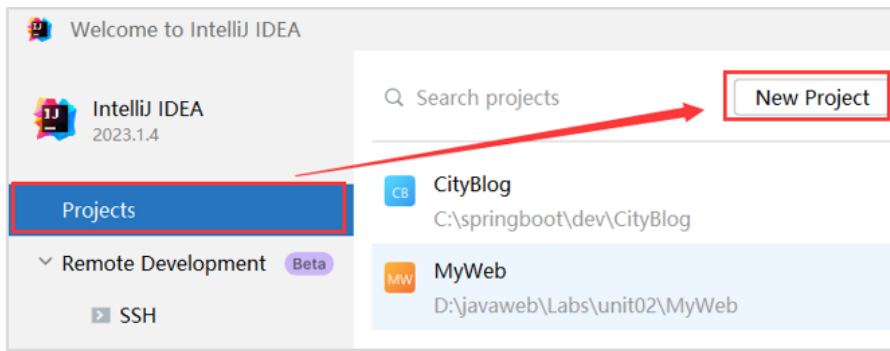 Welcome to IntelliJ IDEA
IntelliJ IDEA
2023.1.4
Projects
Remote Development Beta
SSH
Search projects
New Project
CB CityBlog
C:\springboot\dev\CityBlog
MW MyWeb
D:\javaweb\Labs\unit02\MyWeb